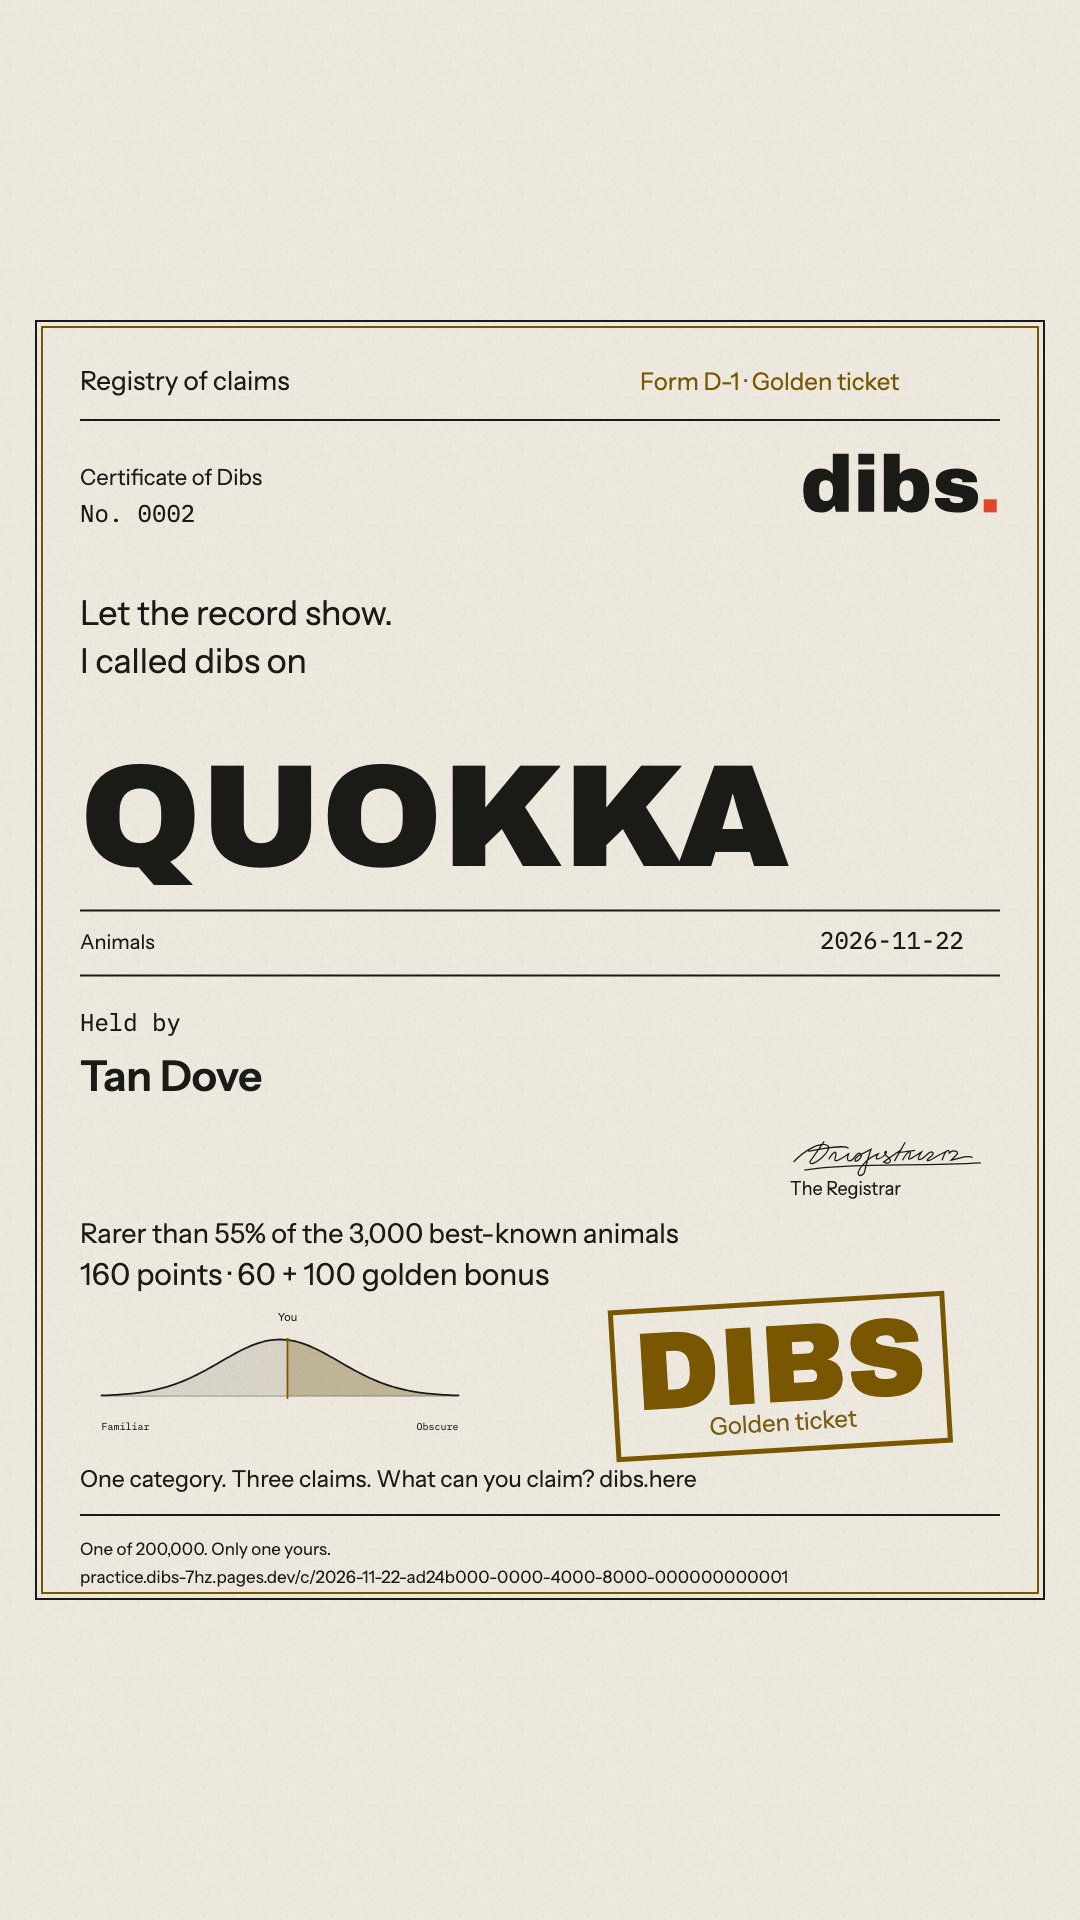 Registry of claims
Form D-1 · Golden ticket
Certificate of Dibs
No. 0002
dibs.
Let the record show.
I called dibs on
QUOKKA
Animals
2026-11-22
Held by
Tan Dove
The Registrar
Rarer than 55% of the 3,000 best-known animals
160 points · 60 + 100 golden bonus
You
Familiar
Obscure
DIBS
Golden ticket
One category. Three claims. What can you claim? dibs.here
One of 200,000. Only one yours.
practice.dibs-7hz.pages.dev/c/2026-11-22-ad24b000-0000-4000-8000-000000000001